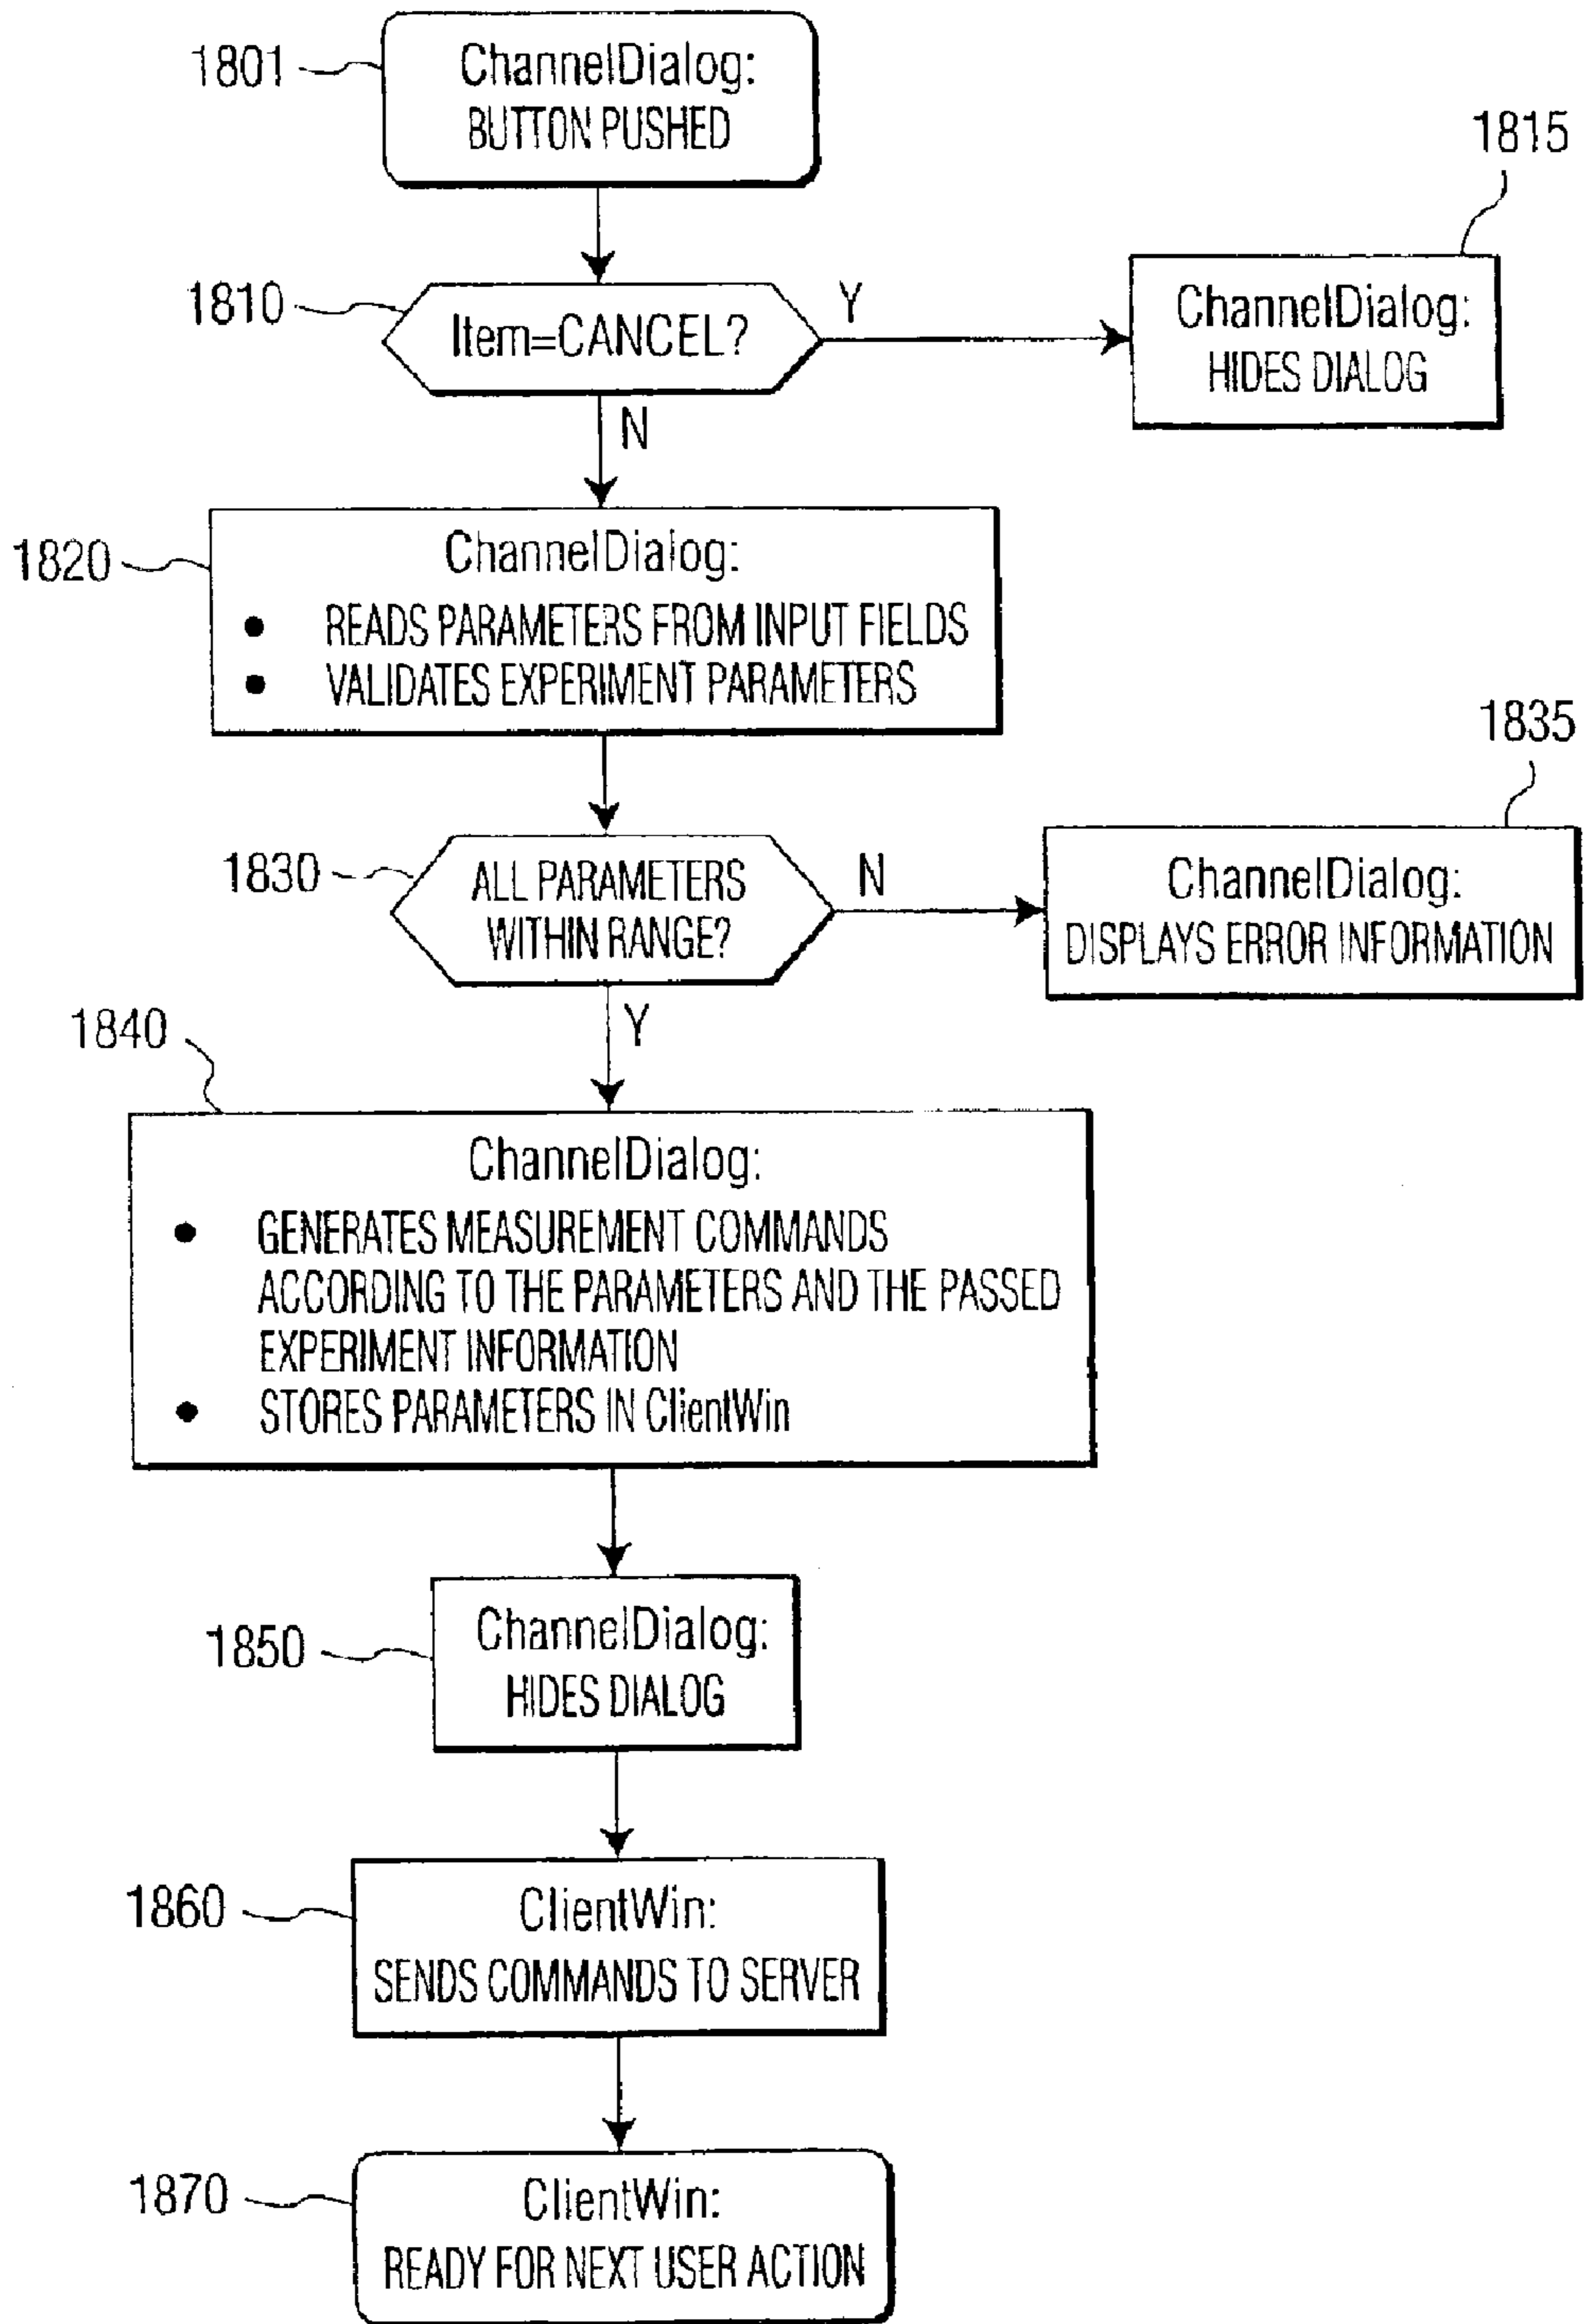 1801
ChannelDialog:
BUTTON PUSHED
1815
1810
Item=CANCEL?
Y
ChannelDialog:
HIDES DIALOG
N
1820
ChannelDialog:
• READS PARAMETERS FROM INPUT FIELDS
• VALIDATES EXPERIMENT PARAMETERS
1835
1830
ALL PARAMETERS
WITHIN RANGE?
N
ChannelDialog:
DISPLAYS ERROR INFORMATION
Y
1840
ChannelDialog:
• GENERATES MEASUREMENT COMMANDS
ACCORDING TO THE PARAMETERS AND THE PASSED
EXPERIMENT INFORMATION
• STORES PARAMETERS IN ClientWin
1850
ChannelDialog:
HIDES DIALOG
1860
ClientWin:
SENDS COMMANDS TO SERVER
1870
ClientWin:
READY FOR NEXT USER ACTION